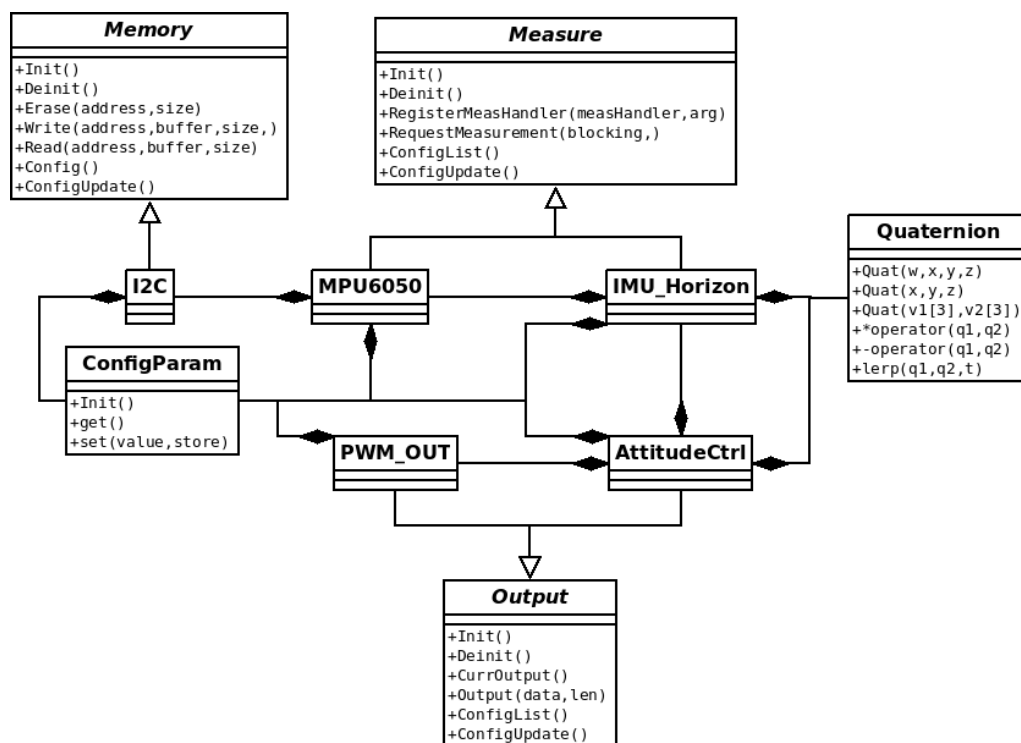 Memory
+Init()
+Deinit()
+Erase(address,size)
+Write(address,buffer,size,)
+Read(address,buffer,size)
+Config()
+ConfigUpdate()
Measure
+Init()
+Deinit()
+RegisterMeasHandler(measHandler,arg)
+RequestMeasurement(blocking,)
+ConfigList()
+ConfigUpdate()
Quaternion
+Quat(w,x,y,z)
+Quat(x,y,z)
+Quat(v1[3],v2[3])
+*operator(q1,q2)
+-operator(q1,q2)
+lerp(q1,q2,t)
I2C
MPU6050
IMU_Horizon
ConfigParam
+Init()
+get()
+set(value,store)
PWM_OUT
AttitudeCtrl
Output
+Init()
+Deinit()
+CurrOutput()
+Output(data,len)
+ConfigList()
+ConfigUpdate()